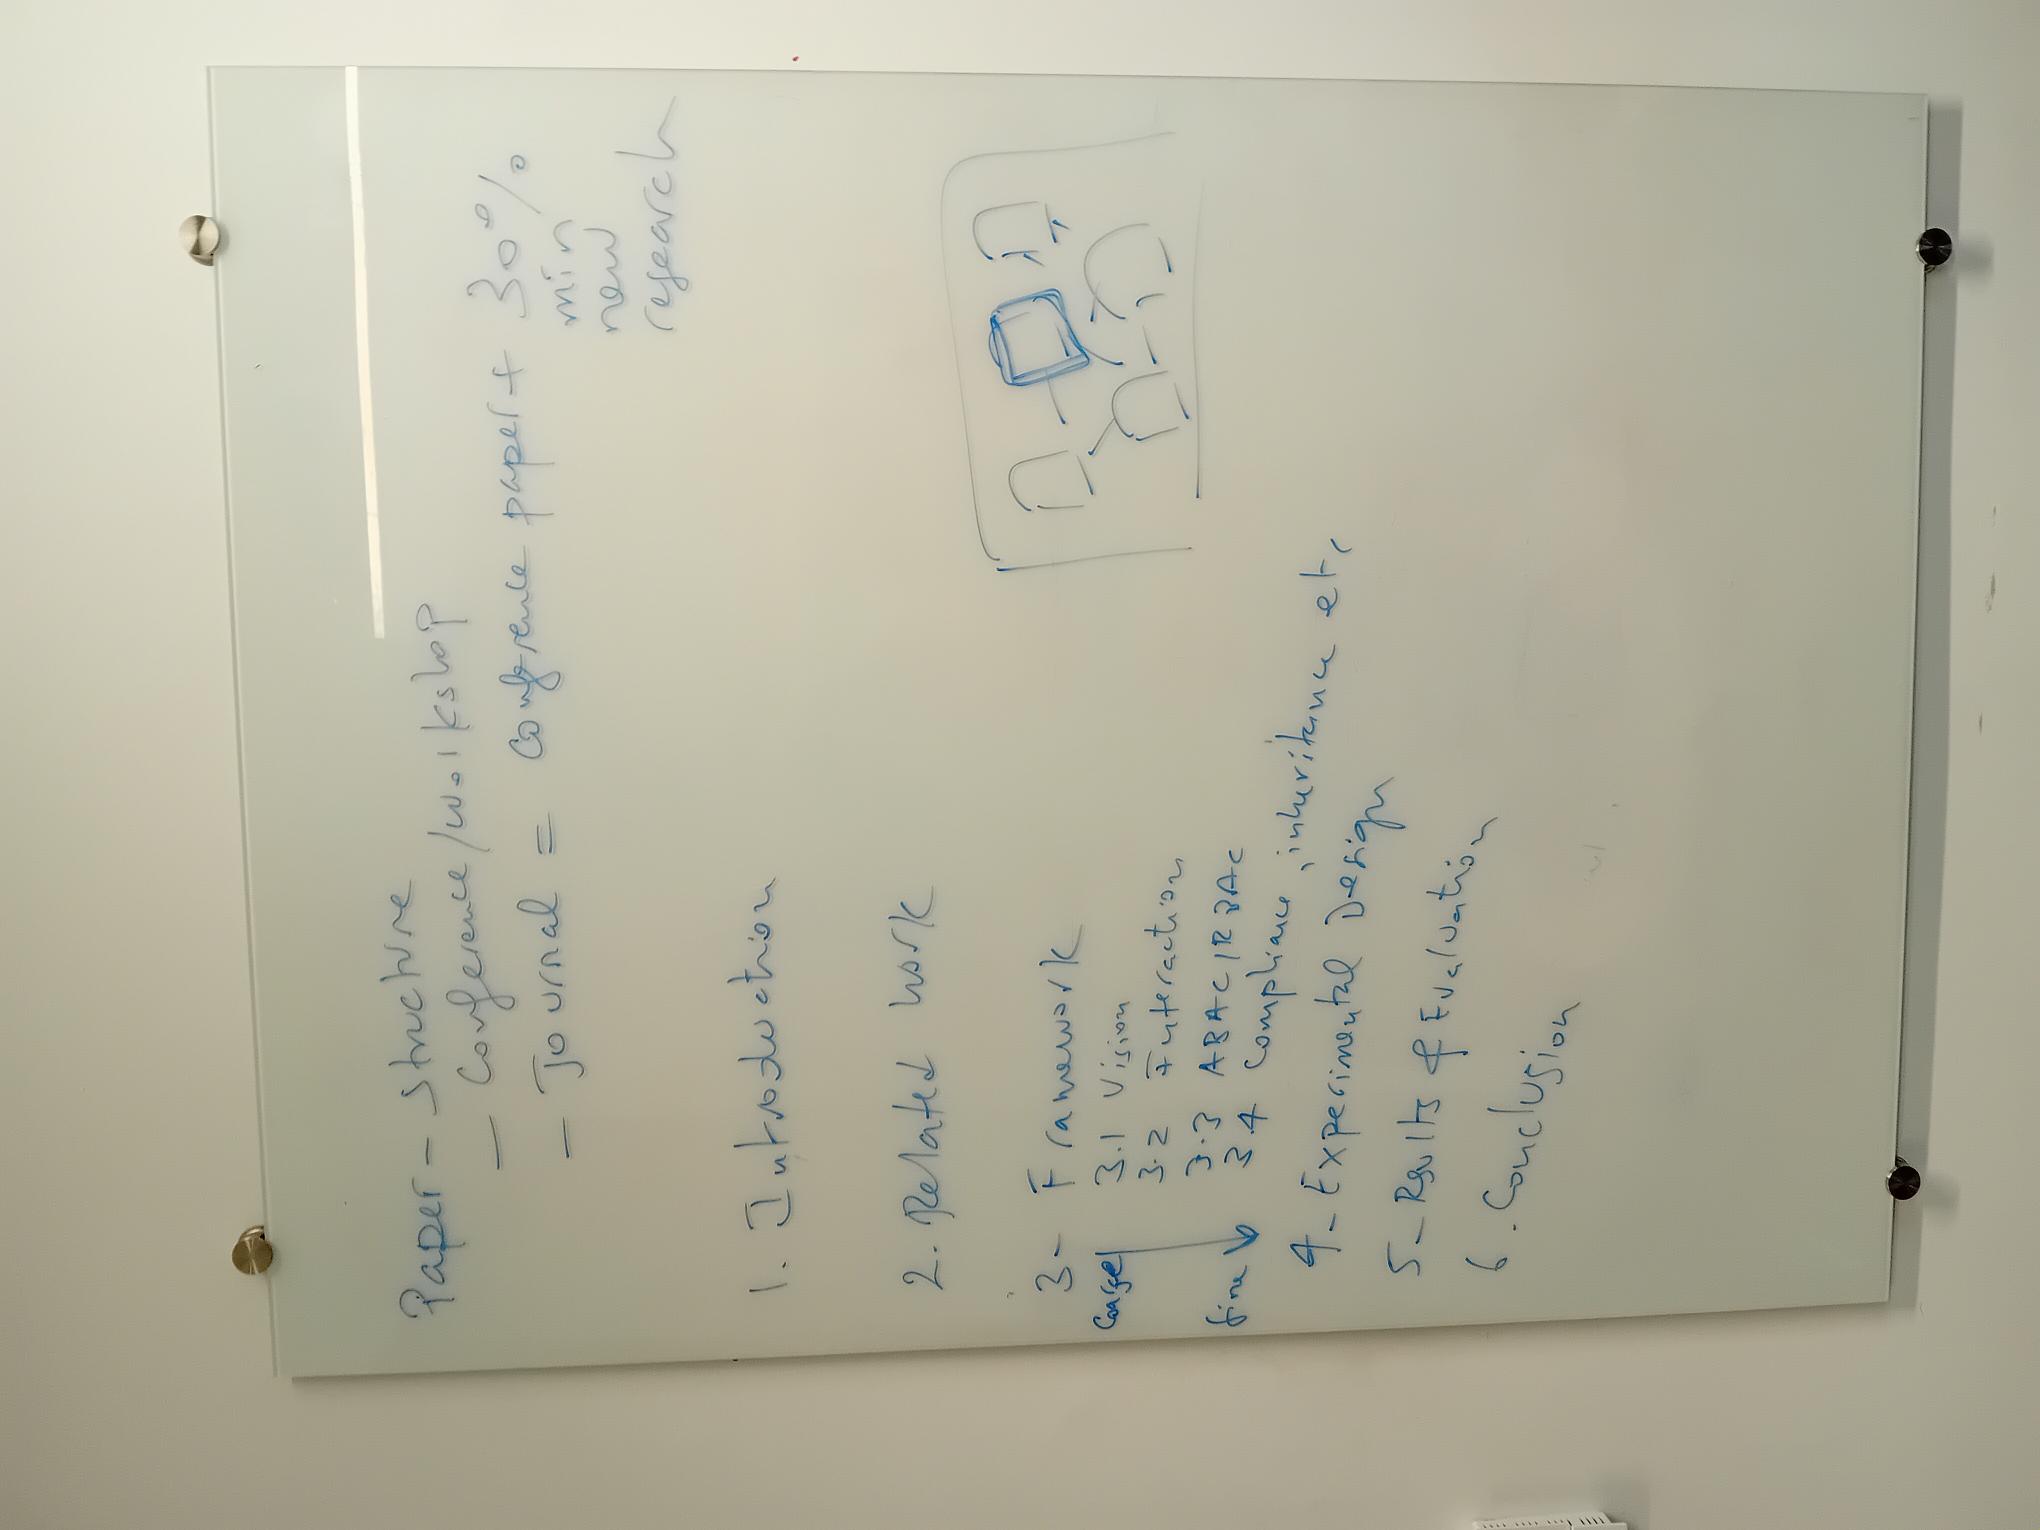 Paper - structure
- Conference/workshop
- Journal = Conference paper + 30%
min
new
research
1. Introduction
2. Related work
3- Framework
Coarse
3.1 Vision
3.2 Interaction
3.3 ABAC/RBAC
fine
3.4 Compliance, inheritance etc
4- Experimental Design
5- Results & Evaluation
6. Conclusion